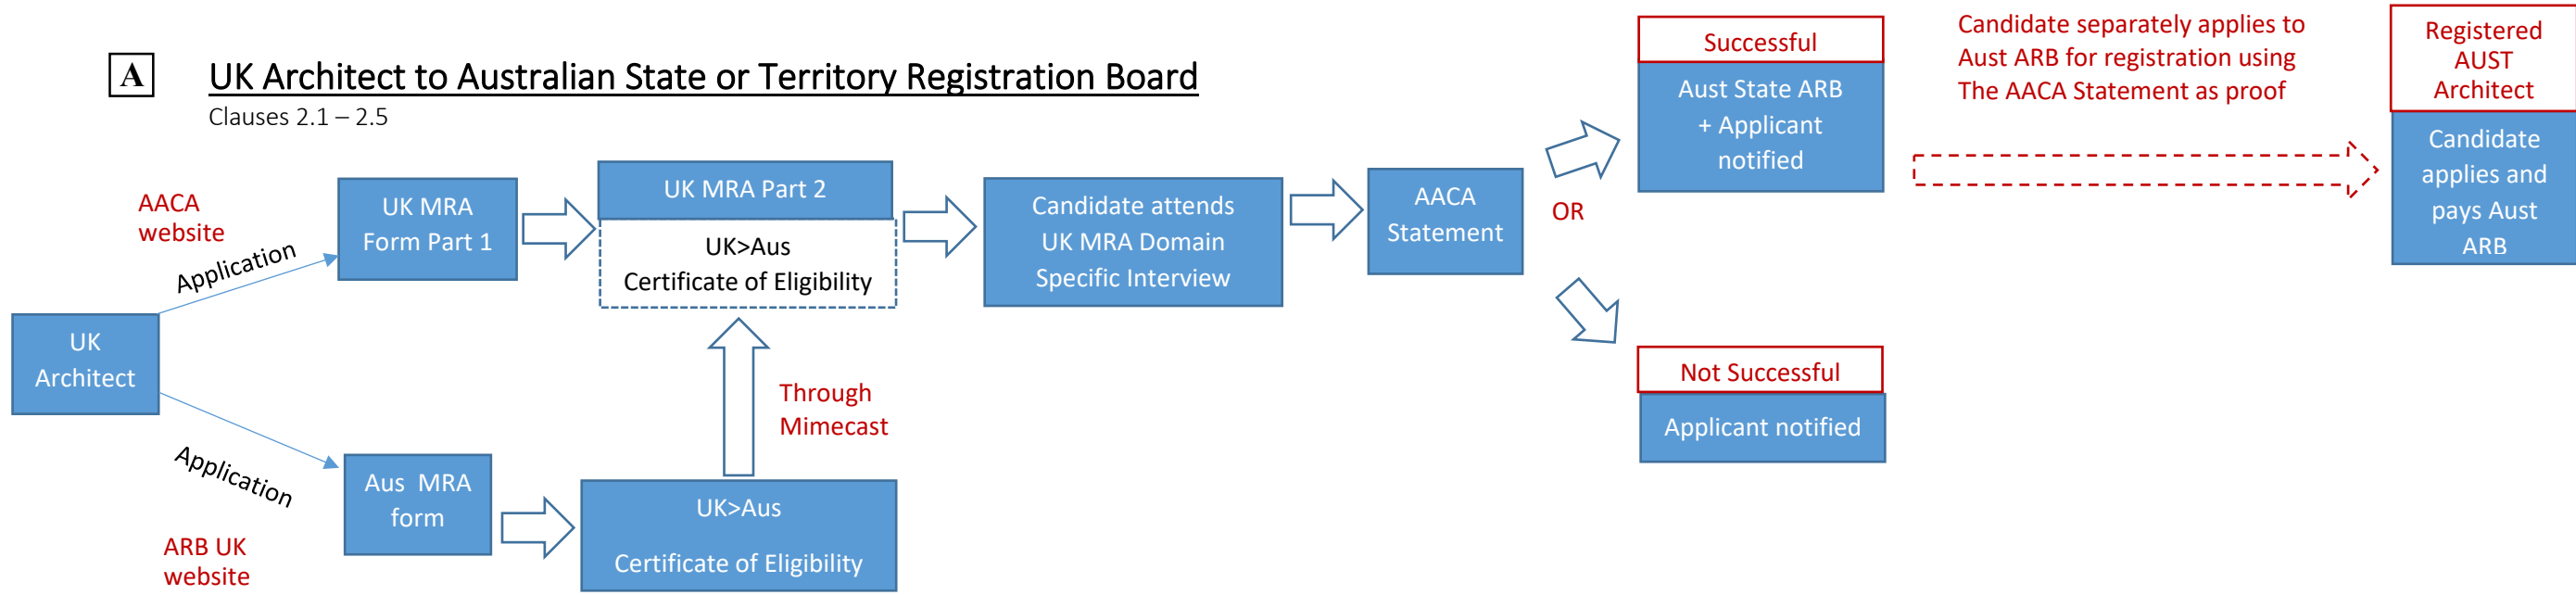 A
UK Architect to Australian State or Territory Registration Board
Clauses 2.1 – 2.5
AACA
website
Application
UK
Architect
Application
ARB UK
website
UK MRA
Form Part 1
Aus MRA
form
UK MRA Part 2
UK>Aus
Certificate of Eligibility
Through
Mimecast
UK>Aus
Certificate of Eligibility
Candidate attends
UK MRA Domain
Specific Interview
AACA
Statement
OR
Successful
Aust State ARB
+ Applicant
notified
Not Successful
Applicant notified
Candidate separately applies to
Aust ARB for registration using
The AACA Statement as proof
Registered
AUST
Architect
Candidate
applies and
pays Aust
ARB